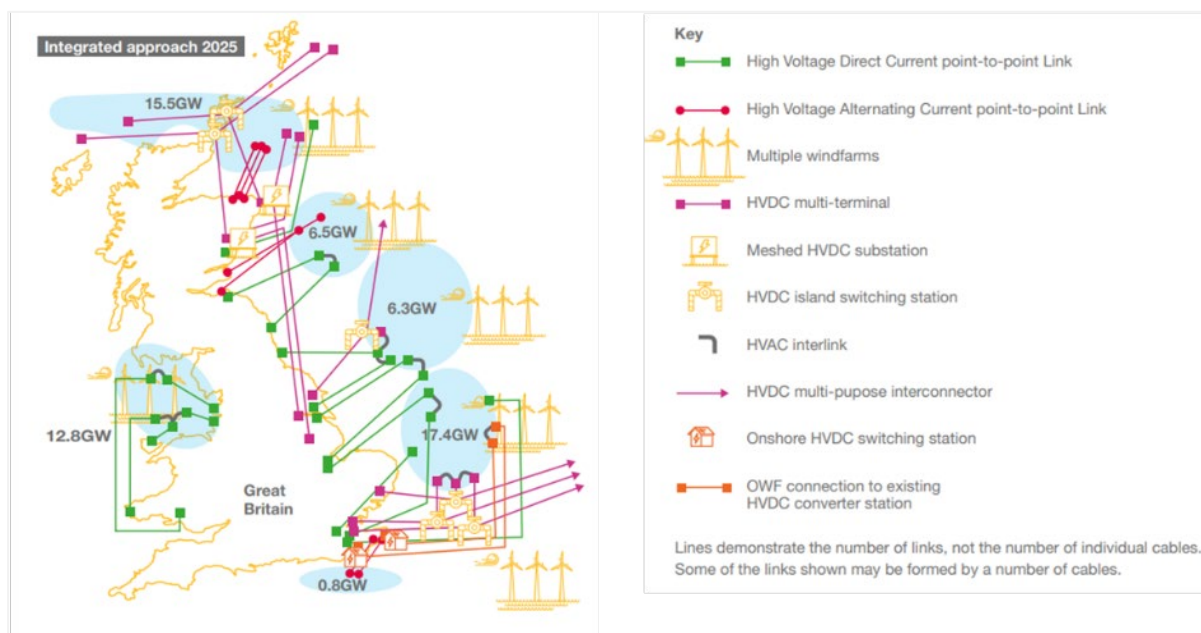 Integrated approach 2025
15.5GW
6.5GW
6.3GW
12.8GW
17.4GW
Great
Britain
0.8GW
Key
High Voltage Direct Current point-to-point Link
High Voltage Alternating Current point-to-point Link
Multiple windfarms
HVDC multi-terminal
Meshed HVDC substation
HVDC island switching station
HVAC interlink
HVDC multi-pupose interconnector
Onshore HVDC switching station
OWF connection to existing
HVDC converter station
Lines demonstrate the number of links, not the number of individual cables.
Some of the links shown may be formed by a number of cables.